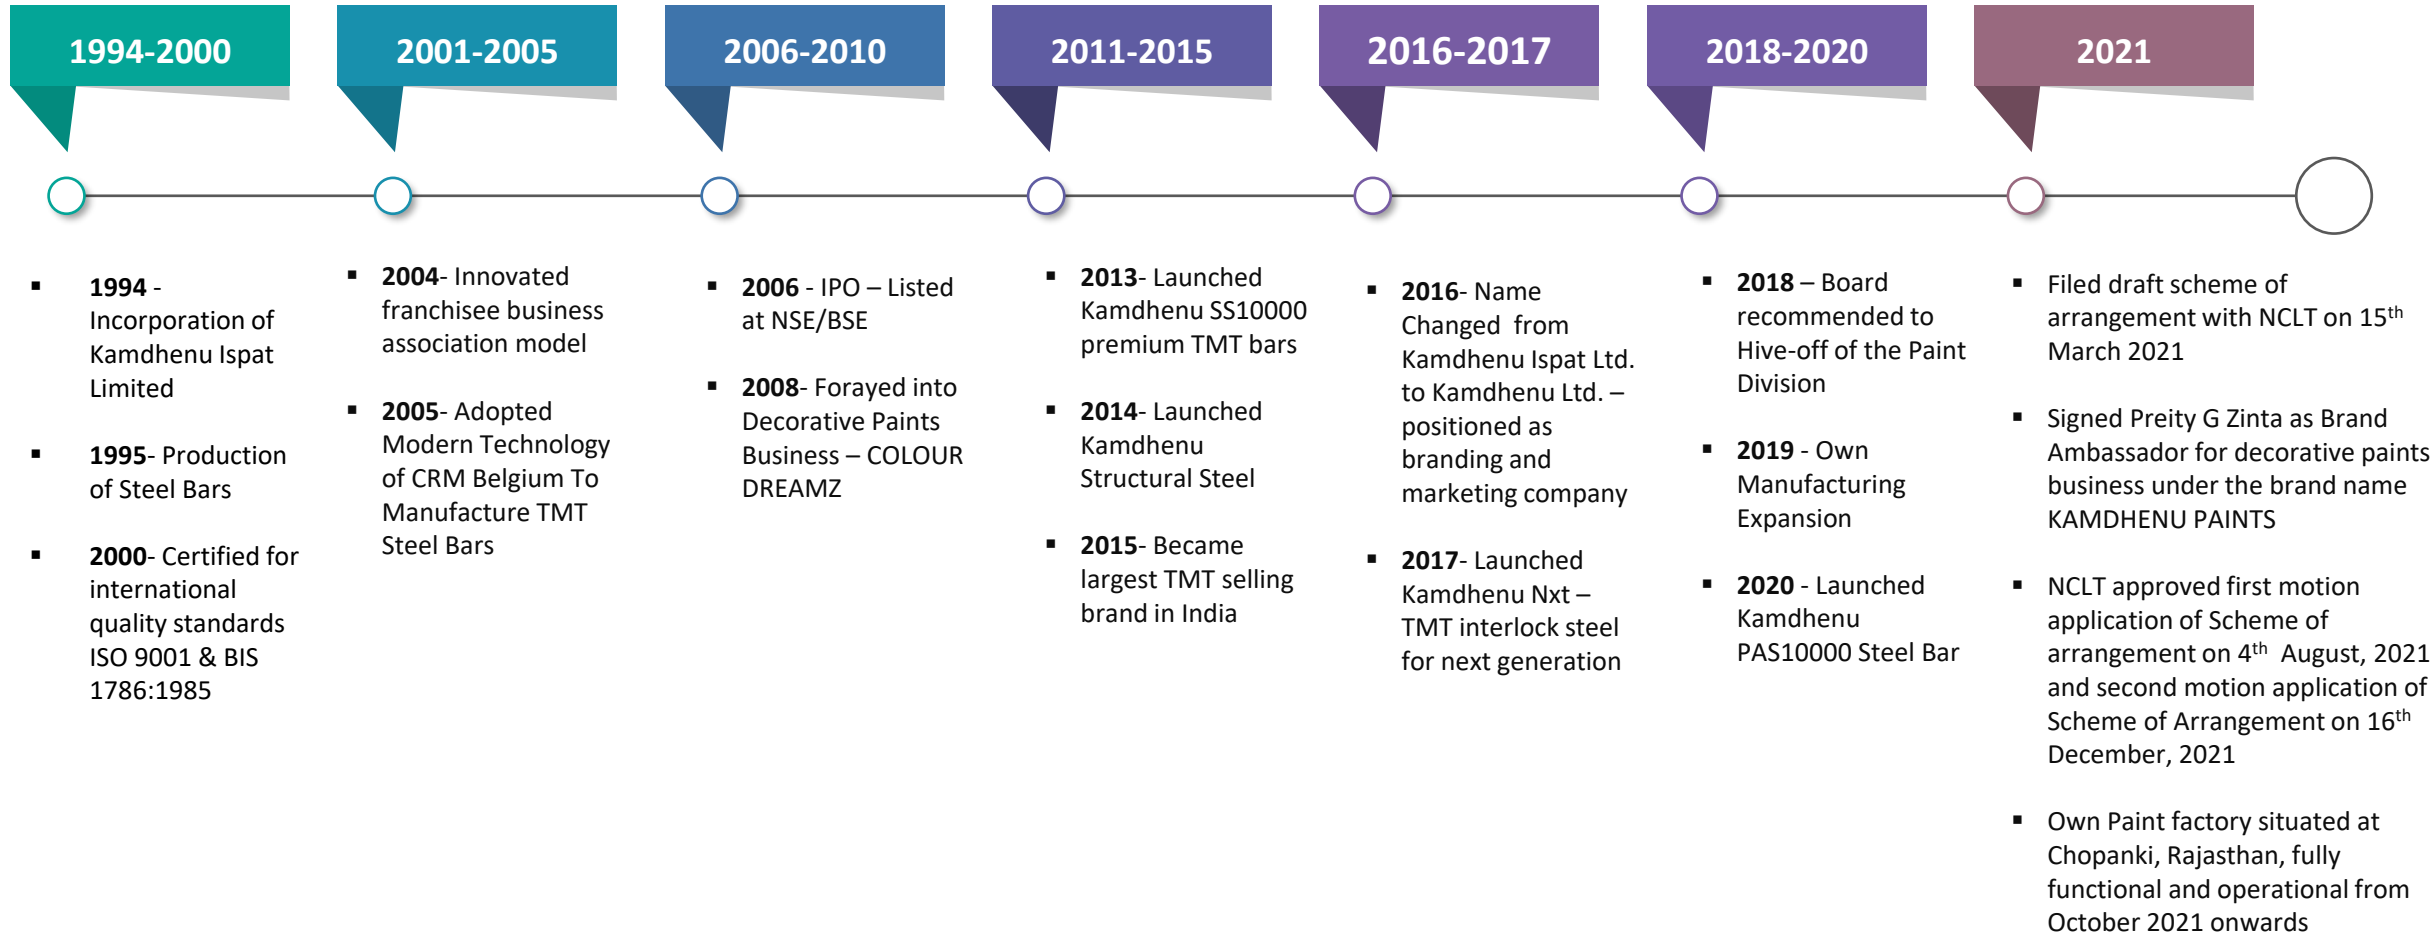 1994-2000
2001-2005
2006-2010
2011-2015
2016-2017
2018-2020
2021
▪ 1994 -
Incorporation of
Kamdhenu Ispat
Limited
▪ 1995- Production
of Steel Bars
▪ 2000- Certified for
international
quality standards
ISO 9001 & BIS
1786:1985
▪ 2004- Innovated
franchisee business
association model
▪ 2005- Adopted
Modern Technology
of CRM Belgium To
Manufacture TMT
Steel Bars
▪ 2006 - IPO – Listed
at NSE/BSE
▪ 2008- Forayed into
Decorative Paints
Business – COLOUR
DREAMZ
▪ 2013- Launched
Kamdhenu SS10000
premium TMT bars
▪ 2014- Launched
Kamdhenu
Structural Steel
▪ 2015- Became
largest TMT selling
brand in India
▪ 2016- Name
Changed from
Kamdhenu Ispat Ltd.
to Kamdhenu Ltd. –
positioned as
branding and
marketing company
▪ 2017- Launched
Kamdhenu Nxt –
TMT interlock steel
for next generation
▪ 2018 – Board
recommended to
Hive-off of the Paint
Division
▪ 2019 - Own
Manufacturing
Expansion
▪ 2020 - Launched
Kamdhenu
PAS10000 Steel Bar
▪ Filed draft scheme of
arrangement with NCLT on 15th
March 2021
▪ Signed Preity G Zinta as Brand
Ambassador for decorative paints
business under the brand name
KAMDHENU PAINTS
▪ NCLT approved first motion
application of Scheme of
arrangement on 4th August, 2021
and second motion application of
Scheme of Arrangement on 16th
December, 2021
▪ Own Paint factory situated at
Chopanki, Rajasthan, fully
functional and operational from
October 2021 onwards